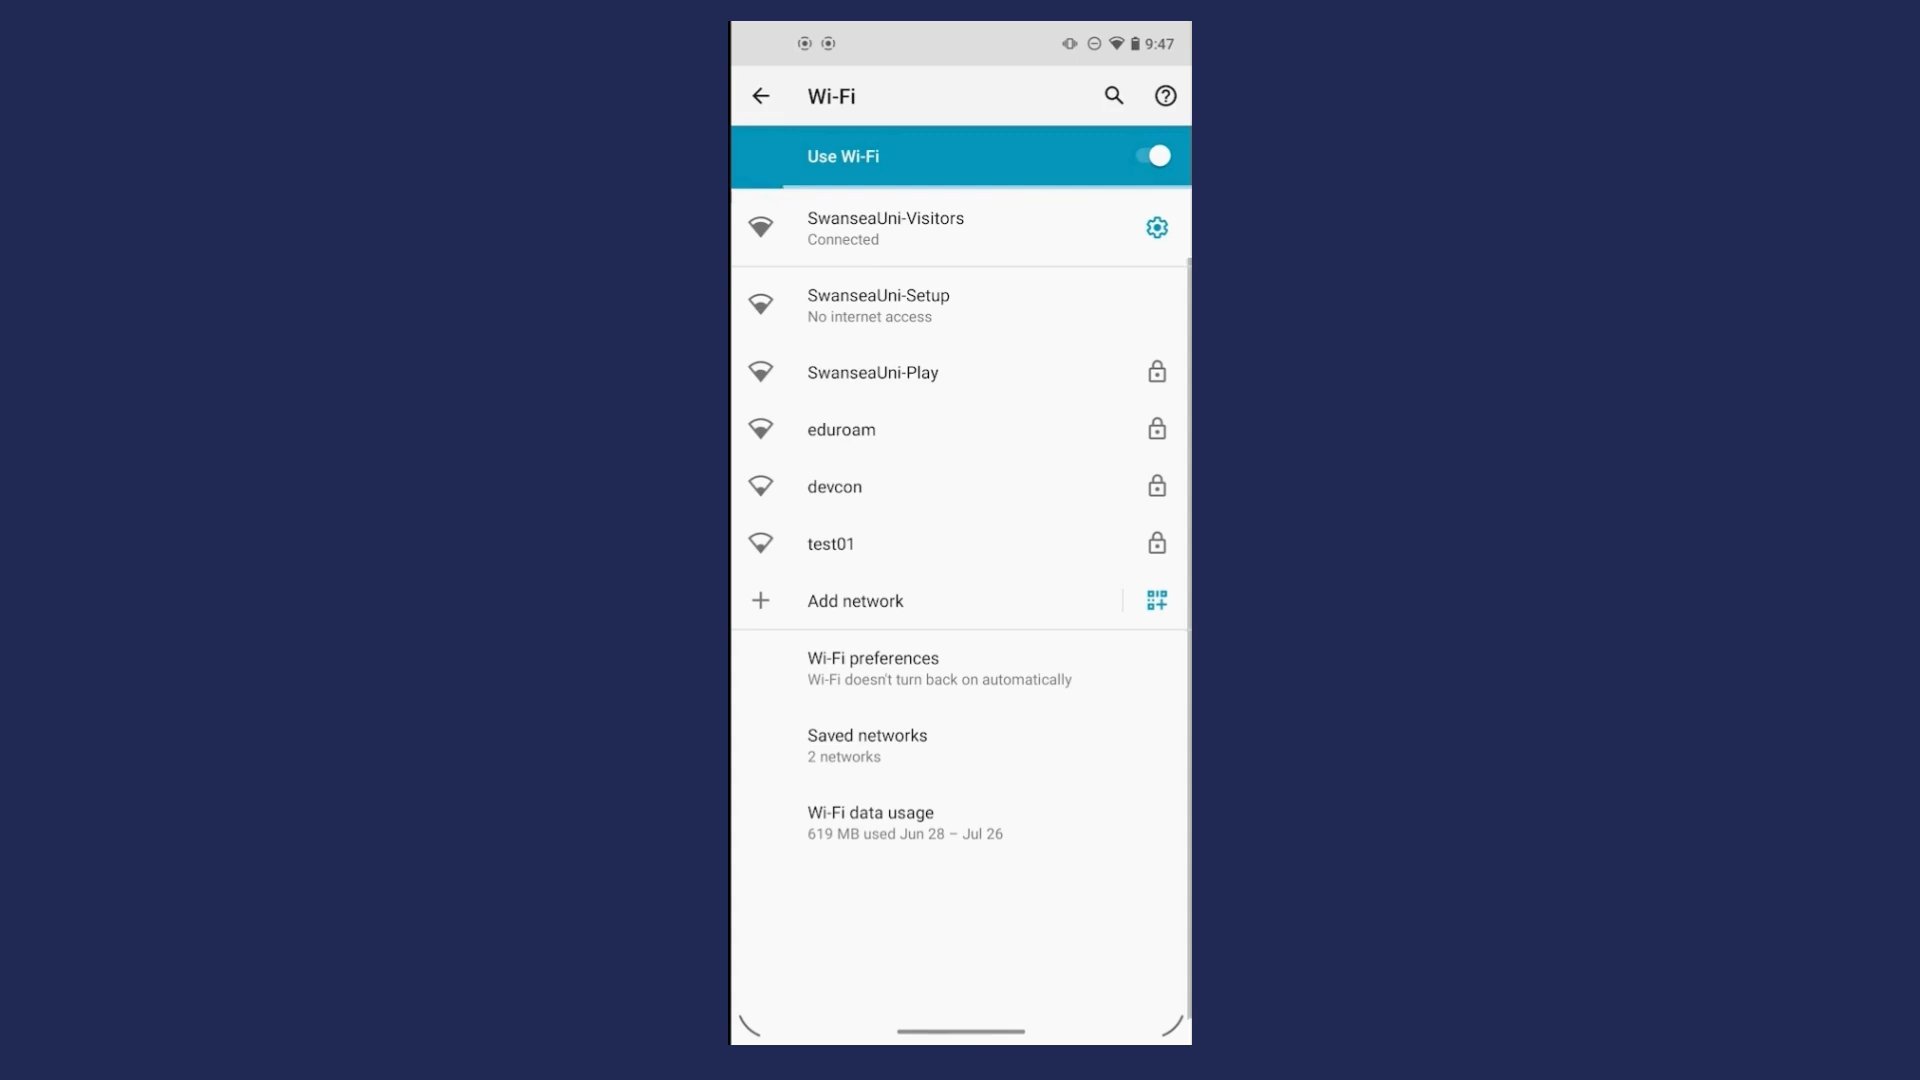 9:47
Wi-Fi
Use Wi-Fi
SwanseaUni-Visitors
Connected
SwanseaUni-Setup
No internet access
SwanseaUni-Play
eduroam
devcon
test01
Add network
Wi-Fi preferences
Wi-Fi doesn't turn back on automatically
Saved networks
2 networks
Wi-Fi data usage
619 MB used Jun 28 – Jul 26